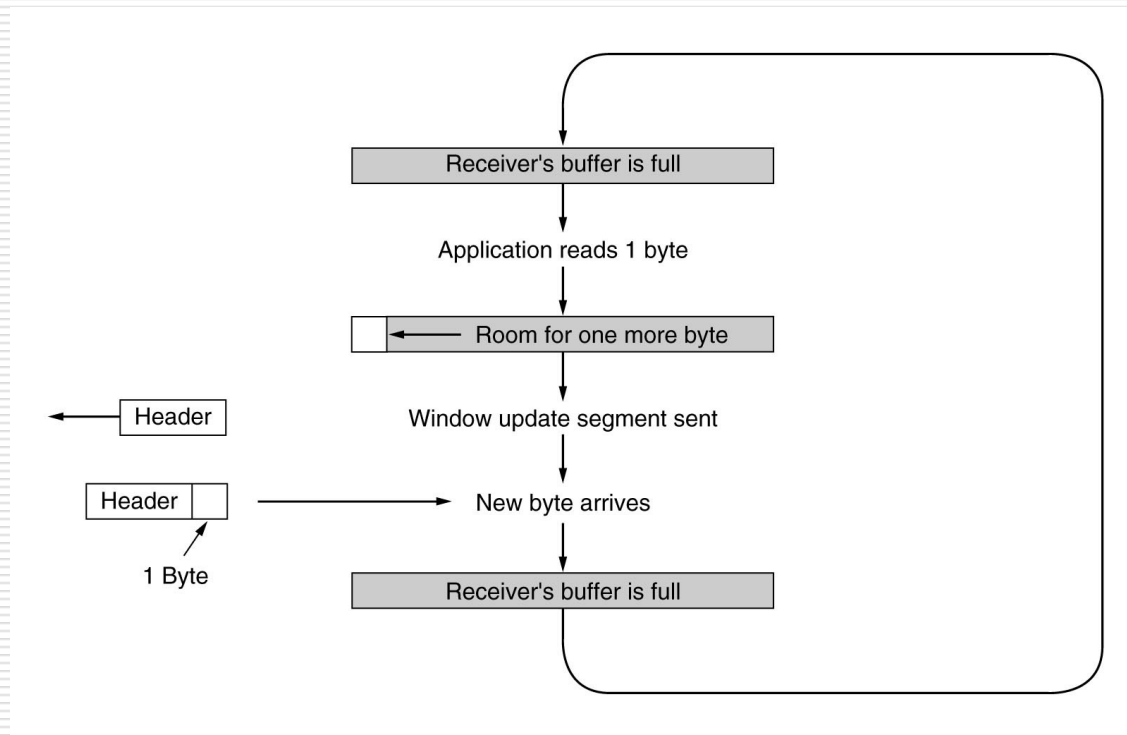 Receiver's buffer is full
Application reads 1 byte
Room for one more byte
Header
Window update segment sent
Header
New byte arrives
1 Byte
Receiver's buffer is full